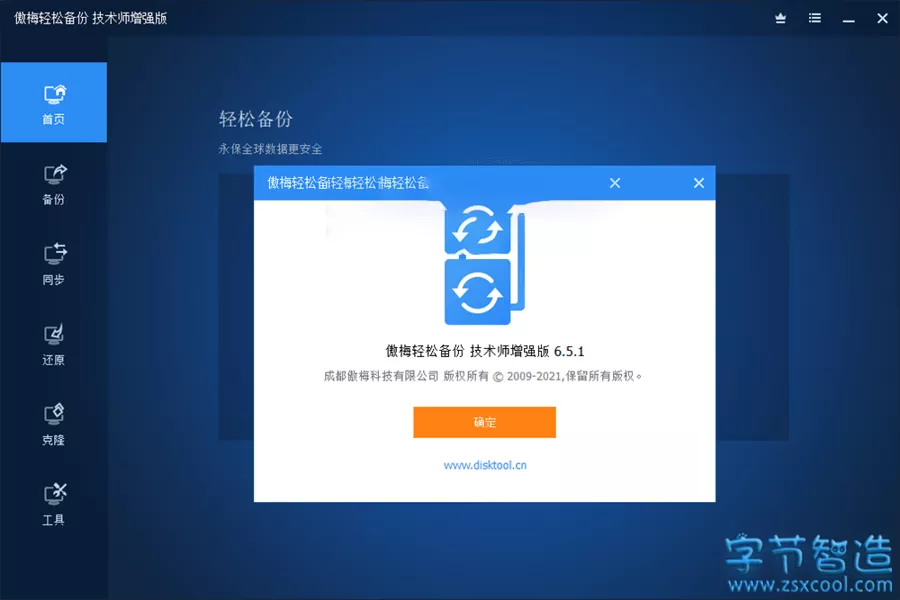 傲梅轻松备份 技术师增强版
首页
备份
同步
还原
克隆
工具
轻松备份
永保全球数据更安全
傲梅轻松备
轻松备
傲梅轻松备份 技术师增强版 6.5.1
成都傲梅科技有限公司 版权所有 © 2009-2021,保留所有版权。
确定
www.disktool.cn
字节智造
www.zsxcool.com